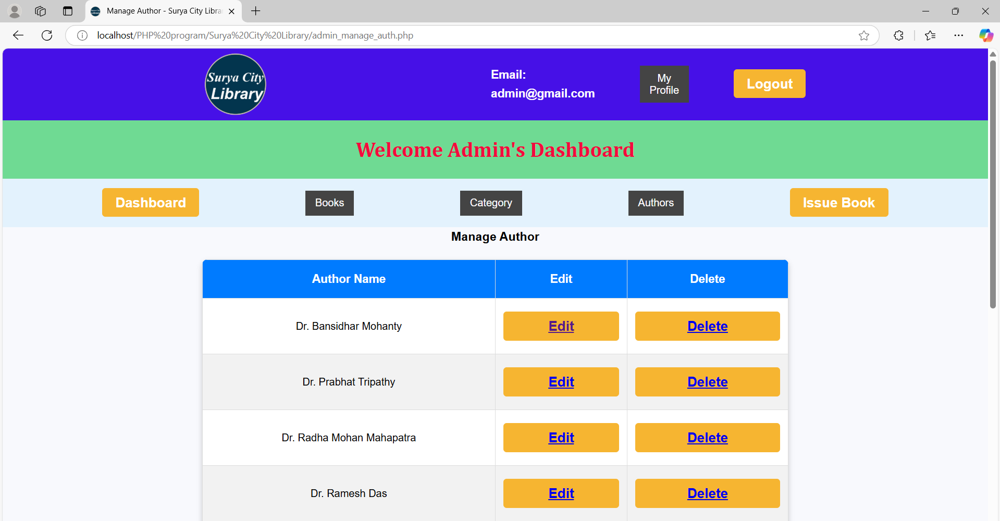 Manage Author - Surya City Libra
localhost/PHP%20program/Surya%20City%20Library/admin_manage_auth.php
Surya City
Library
Email:
admin@gmail.com
My
Profile
Logout
Welcome Admin's Dashboard
Dashboard
Books
Category
Authors
Issue Book
Manage Author
Author Name Edit Delete
Dr. Bansidhar Mohanty Edit Delete
Dr. Prabhat Tripathy Edit Delete
Dr. Radha Mohan Mahapatra Edit Delete
Dr. Ramesh Das Edit Delete